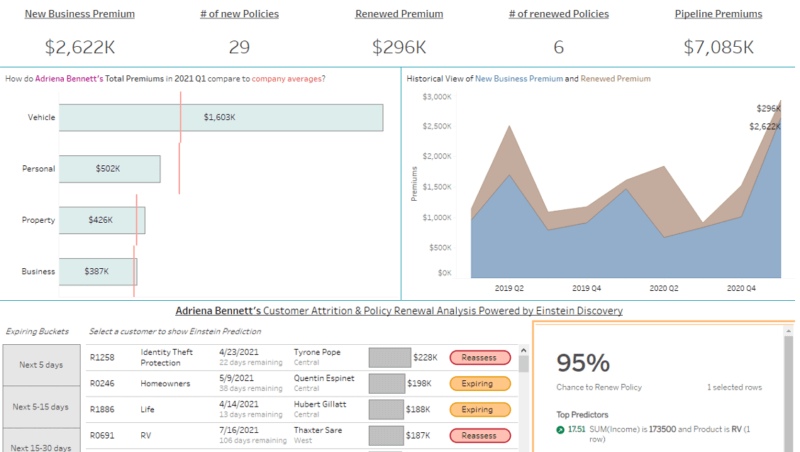 New Business Premium
# of new Policies
Renewed Premium
# of renewed Policies
Pipeline Premiums
$2,622K
29
$296K
6
$7,085K
How do Adriena Bennett's Total Premiums in 2021 Q1 compare to company averages?
Vehicle
$1,603K
Personal
$502K
Property
$426K
Business
$387K
Historical View of New Business Premium and Renewed Premium
Premiums
$3,000K
$2,500K
$2,000K
$1,500K
$1,000K
$500K
$0K
$296K
$2,622K
2019 Q2
2019 Q4
2020 Q2
2020 Q4
Adriena Bennett's Customer Attrition & Policy Renewal Analysis Powered by Einstein Discovery
Expiring Buckets
Next 5 days
Next 5-15 days
Next 15-30 days
Select a customer to show Einstein Prediction
R1258 Identity Theft Protection 4/23/2021 22 days remaining Tyrone Pope Central $228K Reassess
R0246 Homeowners 5/9/2021 38 days remaining Quentin Espinet Central $198K Expiring
R1886 Life 4/14/2021 13 days remaining Hubert Gillatt Central $188K Expiring
R0691 RV 7/16/2021 106 days remaining Thaxter Sare West $187K Reassess
95%
Chance to Renew Policy
1 selected rows
Top Predictors
17.51 SUM(Income) is 173500 and Product is RV (1
row)